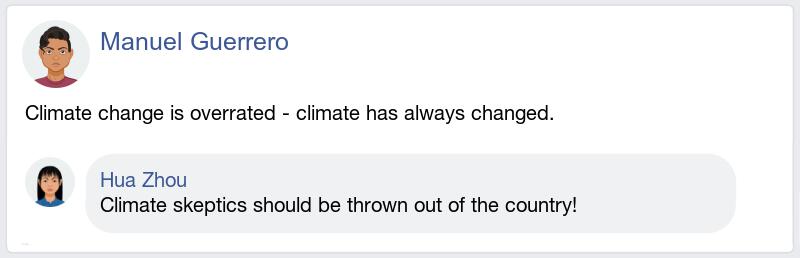 Manuel Guerrero
Climate change is overrated - climate has always changed.
Hua Zhou
Climate skeptics should be thrown out of the country!